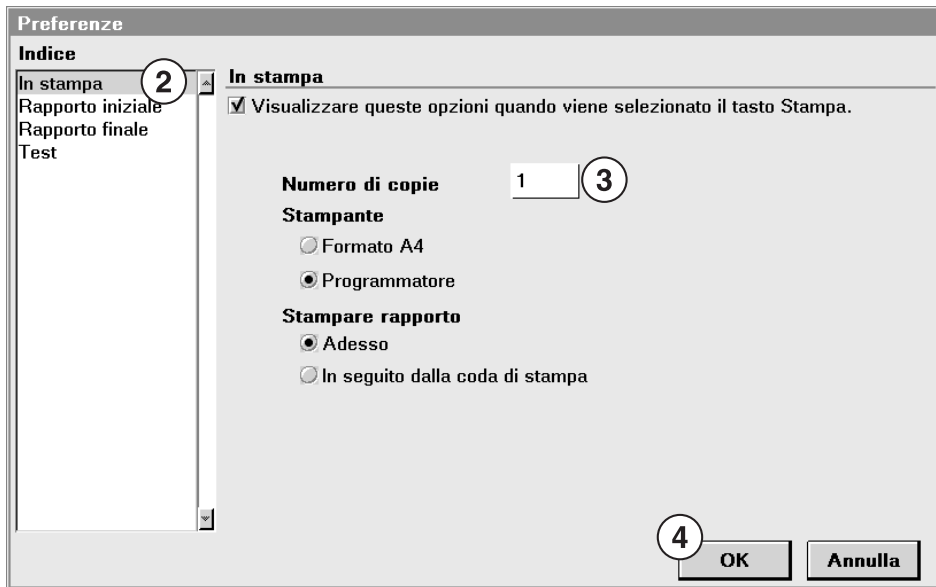 Preferenze
Indice
In stampa
2
Rapporto iniziale
Rapporto finale
Test
In stampa
Visualizzare queste opzioni quando viene selezionato il tasto Stampa.
Numero di copie
1
3
Stampante
Formato A4
Programmatore
Stampare rapporto
Adesso
In seguito dalla coda di stampa
4
OK
Annulla